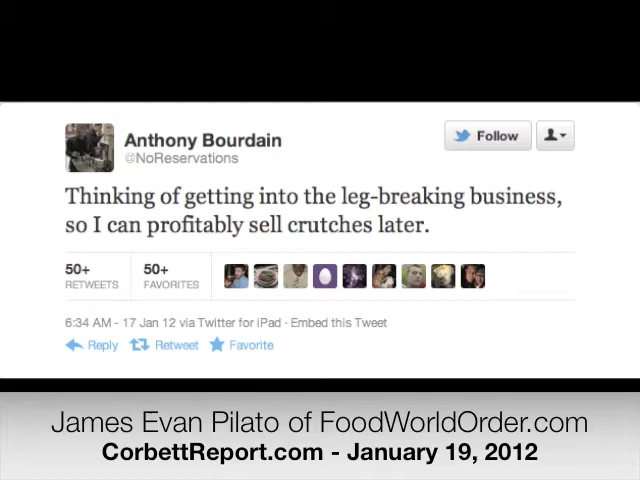 Anthony Bourdain
@NoReservations
Follow
Thinking of getting into the leg-breaking business,
so I can profitably sell crutches later.
50+
RETWEETS
50+
FAVORITES
6:34 AM - 17 Jan 12 via Twitter for iPad · Embed this Tweet
Reply Retweet Favorite
James Evan Pilato of FoodWorldOrder.com
CorbettReport.com - January 19, 2012